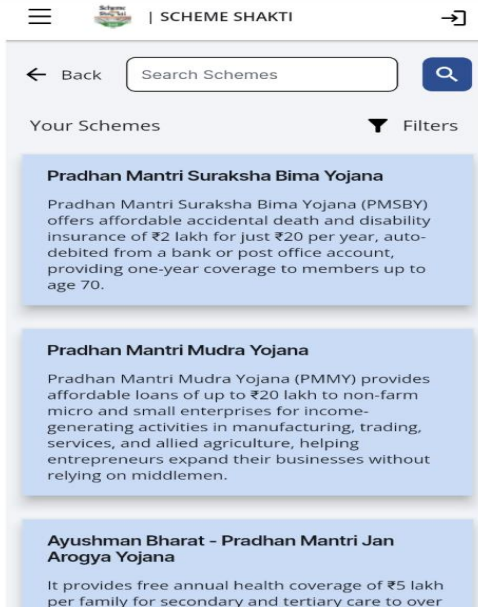 | SCHEME SHAKTI
Back
Search Schemes
Your Schemes
Filters
Pradhan Mantri Suraksha Bima Yojana
Pradhan Mantri Suraksha Bima Yojana (PMSBY)
offers affordable accidental death and disability
insurance of ₹2 lakh for just ₹20 per year, auto-
debited from a bank or post office account,
providing one-year coverage to members up to
age 70.
Pradhan Mantri Mudra Yojana
Pradhan Mantri Mudra Yojana (PMMY) provides
affordable loans of up to ₹20 lakh to non-farm
micro and small enterprises for income-
generating activities in manufacturing, trading,
services, and allied agriculture, helping
entrepreneurs expand their businesses without
relying on middlemen.
Ayushman Bharat - Pradhan Mantri Jan
Arogya Yojana
It provides free annual health coverage of ₹5 lakh
per family for secondary and tertiary care to over